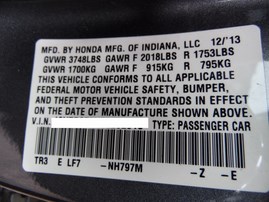 MFD. BY HONDA MFG. OF INDIANA, LLC 12/'13
GVWR 3748LBS GAWR F 2018LBS R 1753LBS
GVWR 1700KG GAWR F 915KG R 795KG
THIS VEHICLE CONFORMS TO ALL APPLICABLE
FEDERAL MOTOR VEHICLE SAFETY, BUMPER,
AND THEFT PREVENTION STANDARDS IN EFFECT ON
THE DATE OF MANUFACTURE SHOWN ABOVE.
V.I.N. TYPE: PASSENGER CAR
TR3 E LF7 -NH797M -Z -E